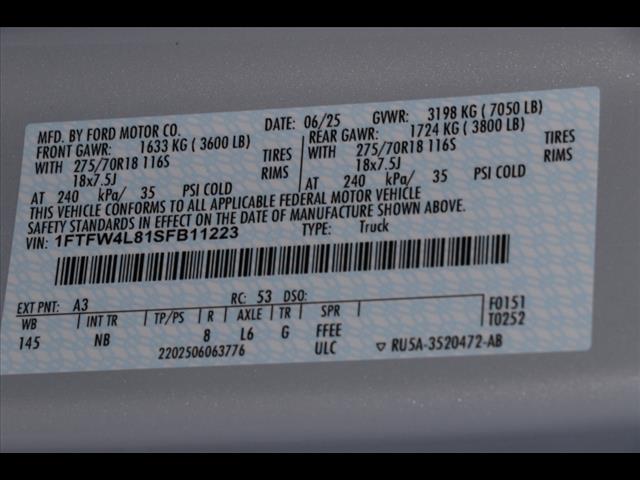 MFD. BY FORD MOTOR CO. DATE: 06/25 GVWR: 3198 KG ( 7050 LB)
FRONT GAWR: 1633 KG ( 3600 LB) REAR GAWR: 1724 KG ( 3800 LB)
WITH 275/70R18 116S TIRES WITH 275/70R18 116S TIRES
18x7.5J RIMS 18x7.5J RIMS
AT 240 kPa/ 35 PSI COLD AT 240 kPa/ 35 PSI COLD
THIS VEHICLE CONFORMS TO ALL APPLICABLE FEDERAL MOTOR VEHICLE
SAFETY STANDARDS IN EFFECT ON THE DATE OF MANUFACTURE SHOWN ABOVE.
VIN: 1FTFW4L81SFB11223 TYPE: Truck
EXT PNT: A3 RC: 53 DSO: F0151
WB INT TR TP/PS R AXLE TR SPR T0252
145 NB 8 L6 G FFEE
2202506063776 ULC ▽ RU5A-3520472-AB